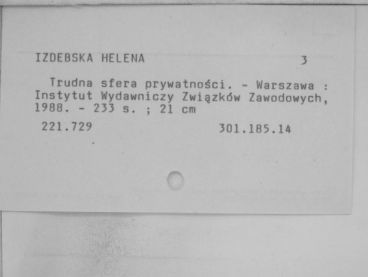 IZDEBSKA HELENA 3
Trudna sfera prywatności. - Warszawa :
Instytut Wydawniczy Związków Zawodowych,
1988. - 233 s. ; 21 cm
221.729 301.185.14